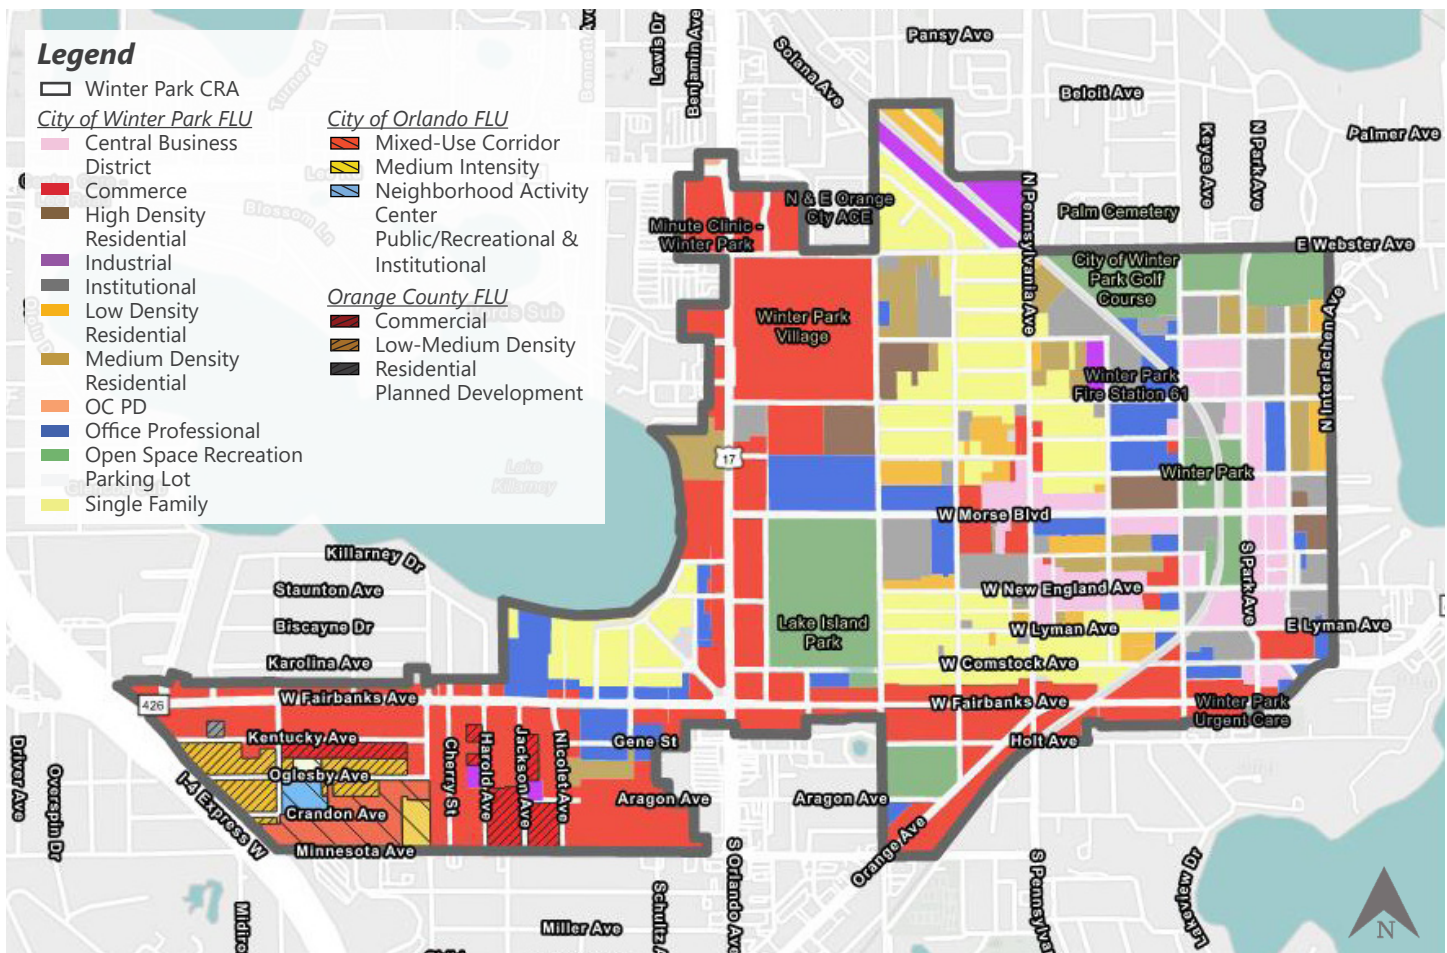 Legend
Winter Park CRA
City of Winter Park FLU
Central Business
District
Commerce
High Density
Residential
Industrial
Institutional
Low Density
Residential
Medium Density
Residential
OC PD
Office Professional
Open Space Recreation
Parking Lot
Single Family
City of Orlando FLU
Mixed-Use Corridor
Medium Intensity
Neighborhood Activity
Center
Public/Recreational &
Institutional
Orange County FLU
Commercial
Low-Medium Density
Residential
Planned Development
Turner Rd
Blossom Ln
Lake
Killarney
Lewis Dr
Benjamin Ave
Solana Ave
Pansy Ave
Beloit Ave
Keyes Ave
N Park Ave
Palmer Ave
N & E Orange
Cty ACE
Minute Clinic -
Winter Park
N Pennsylvania Ave
Palm Cemetery
E Webster Ave
City of Winter
Park Golf
Course
Winter Park
Village
N Interlachen Ave
Winter Park
Fire Station 61
17
Winter Park
W Morse Blvd
S Park Ave
W New England Ave
Lake Island
Park
W Lyman Ave
E Lyman Ave
W Comstock Ave
Killarney Dr
Staunton Ave
Biscayne Dr
Karolina Ave
W Fairbanks Ave
W Fairbanks Ave
Winter Park
Urgent Care
426
Kentucky Ave
Gene St
Holt Ave
Cherry St
Harold Ave
Jackson Ave
Nicolet Ave
Oglesby Ave
Crandon Ave
Aragon Ave
Aragon Ave
Minnesota Ave
I-4 Express W
Driver Ave
Overspin Dr
Orange Ave
S Orlando Ave
Schultz A
Miller Ave
S Pennsylva
Lakeview Dr
N